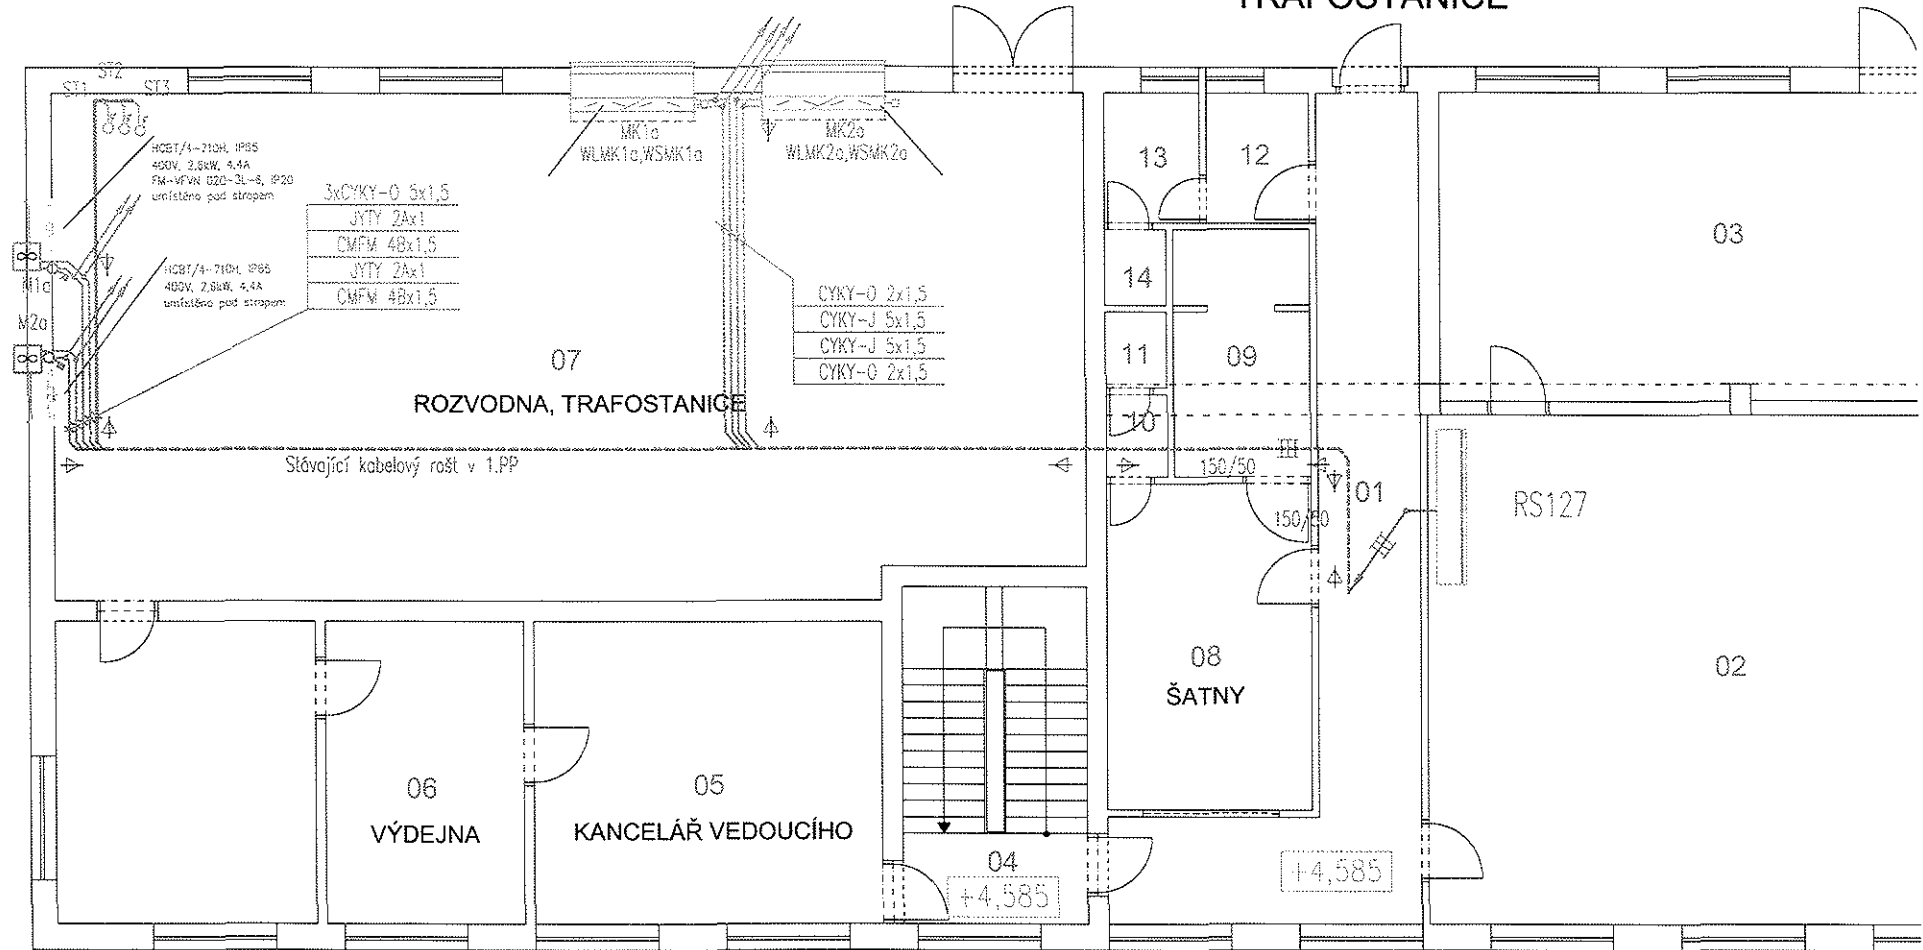 TRAFOSTANICE
ST1
ST2
ST3
HCBT/4-710H, IP65
400V, 2,6kW, 4,4A
FM-VFVN 020-3L-6, IP20
umístěno pod stropem
M1a
HCBT/4-710H, IP65
400V, 2,6kW, 4,4A
umístěno pod stropem
M2a
3xCYKY-O 5x1,5
JYTY 2Ax1
CMFM 4Bx1,5
JYTY 2Ax1
CMFM 4Bx1,5
MK1a
WLMK1a,WSMK1a
MK2a
WLMK2a,WSMK2a
CYKY-O 2x1,5
CYKY-J 5x1,5
CYKY-J 5x1,5
CYKY-O 2x1,5
07
ROZVODNA, TRAFOSTANICE
Stávající kabelový rošt v 1.PP
13
12
14
11
09
10
150/50
150/50
01
03
RS127
02
08
ŠATNY
06
VÝDEJNA
05
KANCELÁŘ VEDOUCÍHO
04
+4,585
+4,585